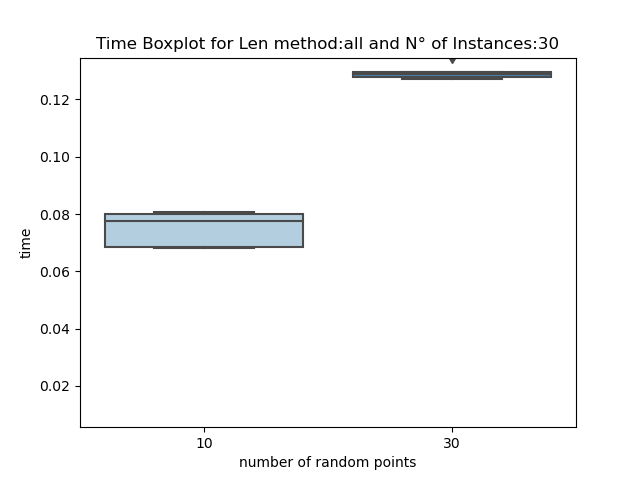 Time Boxplot for Len method:all and N° of Instances:30
0.12
0.10
0.08
0.06
0.04
0.02
time
10 30
number of random points